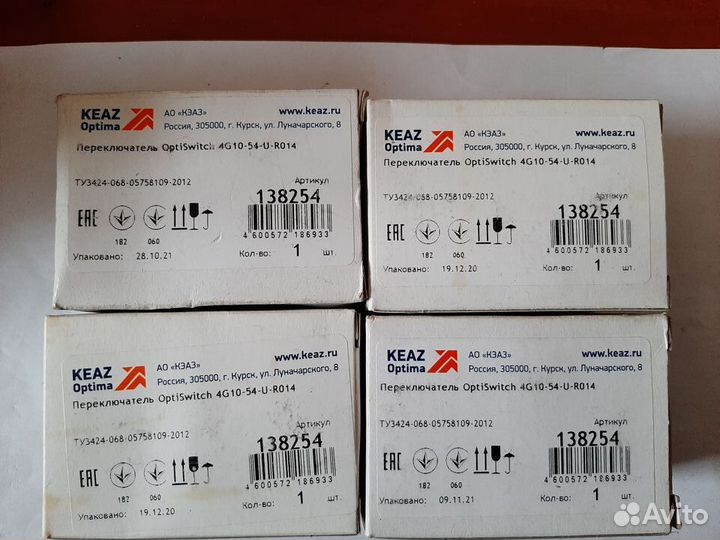 KEAZ
Optima
АО «КЭАЗ»
www.keaz.ru
Россия, 305000, г. Курск, ул. Луначарского, 8
Переключатель OptiSwitch 4G10-54-U-R014
ТУ3424-068-05758109-2012
Артикул
138254
EAC
182
060
4 600572 186933
Упаковано: 28.10.21
Кол-во: 1 шт.
KEAZ
Optima
АО «КЭАЗ»
www.keaz.ru
Россия, 305000, г. Курск, ул. Луначарского, 8
Переключатель OptiSwitch 4G10-54-U-R014
ТУ3424-068-05758109-2012
Артикул
138254
EAC
182
060
4 600572 186933
Упаковано: 19.12.20
Кол-во: 1 шт.
KEAZ
Optima
АО «КЭАЗ»
www.keaz.ru
Россия, 305000, г. Курск, ул. Луначарского, 8
Переключатель OptiSwitch 4G10-54-U-R014
ТУ3424-068-05758109-2012
Артикул
138254
EAC
182
060
4 600572 186933
Упаковано: 19.12.20
Кол-во: 1 шт.
KEAZ
Optima
АО «КЭАЗ»
www.keaz.ru
Россия, 305000, г. Курск, ул. Луначарского, 8
Переключатель OptiSwitch 4G10-54-U-R014
ТУ3424-068-05758109-2012
Артикул
138254
EAC
182
060
4 600572 186933
Упаковано: 09.11.21
Кол-во: 1 шт.
Avito